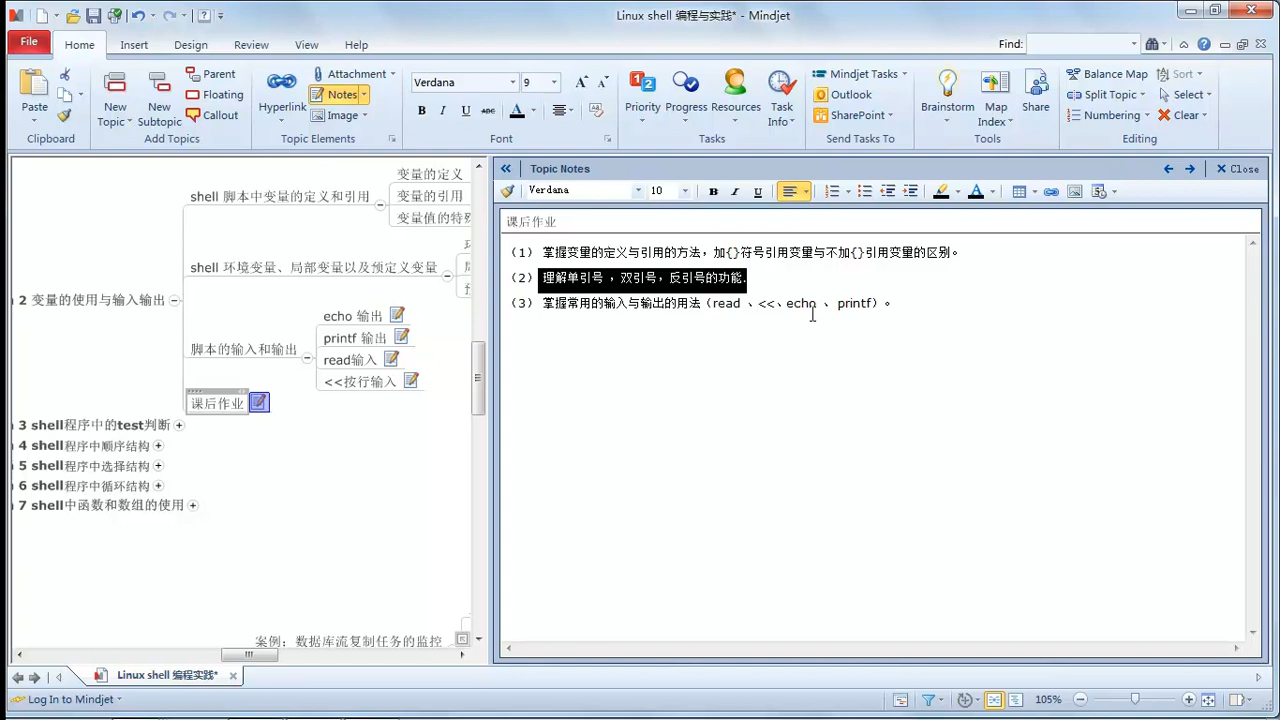 Linux shell 编程与实践* - Mindjet
File
Home
Insert
Design
Review
View
Help
Find:
Paste
Clipboard
New Topic
New Subtopic
Parent
Floating
Callout
Add Topics
Hyperlink
Attachment
Notes
Image
Topic Elements
Verdana
9
B I U abc A
Font
Priority
Progress
Resources
Task Info
Tasks
Mindjet Tasks
Outlook
SharePoint
Send Tasks To
Brainstorm
Map Index
Share
Tools
Balance Map
Split Topic
Numbering
Sort
Select
Clear
Editing
shell 脚本中变量的定义和引用
变量的定义
变量的引用
变量值的特殊
shell 环境变量、局部变量以及预定义变量
2 变量的使用与输入输出
脚本的输入和输出
echo 输出
printf 输出
read输入
<<按行输入
课后作业
3 shell程序中的test判断
4 shell程序中顺序结构
5 shell程序中选择结构
6 shell程序中循环结构
7 shell中函数和数组的使用
案例：数据库流复制任务的监控
Topic Notes
Close
Verdana
10
B I U
课后作业
（1） 掌握变量的定义与引用的方法，加{}符号引用变量与不加{}引用变量的区别。
（2） 理解单引号 ，双引号，反引号的功能.
（3） 掌握常用的输入与输出的用法（read 、<<、echo 、 printf）。
Linux shell 编程实践*
Log In to Mindjet
105%